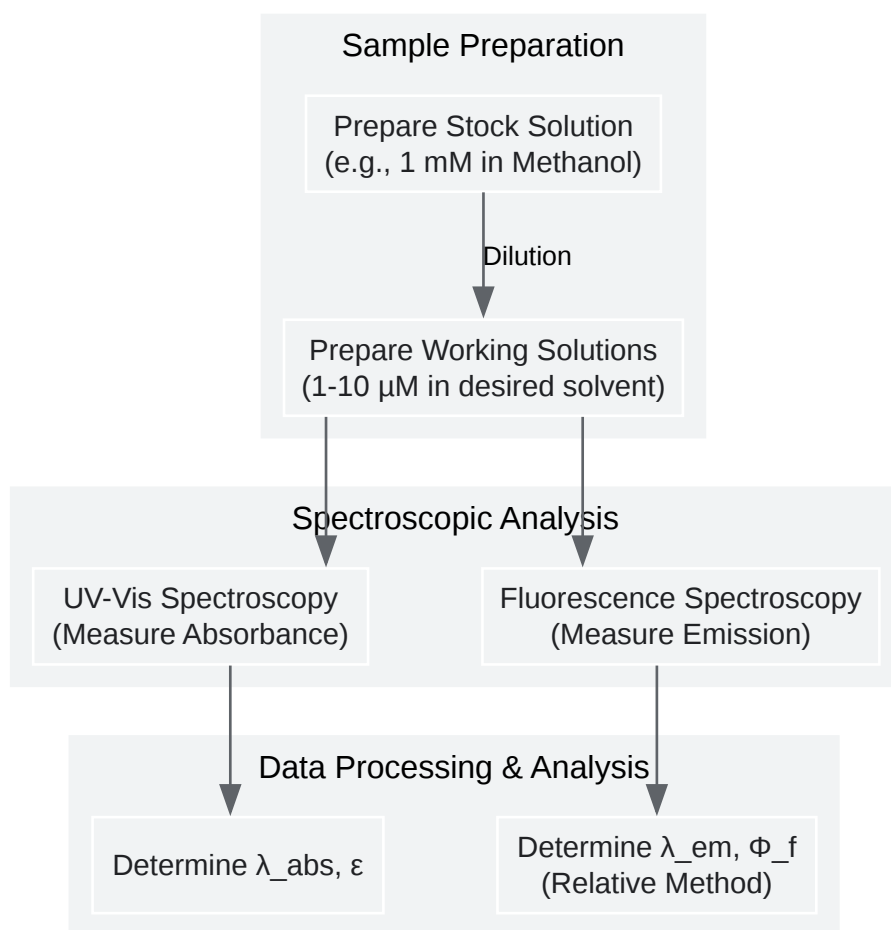 Sample Preparation
Prepare Stock Solution
(e.g., 1 mM in Methanol)
Dilution
Prepare Working Solutions
(1-10 µM in desired solvent)
Spectroscopic Analysis
UV-Vis Spectroscopy
(Measure Absorbance)
Fluorescence Spectroscopy
(Measure Emission)
Data Processing & Analysis
Determine λ_abs, ε
Determine λ_em, Φ_f
(Relative Method)